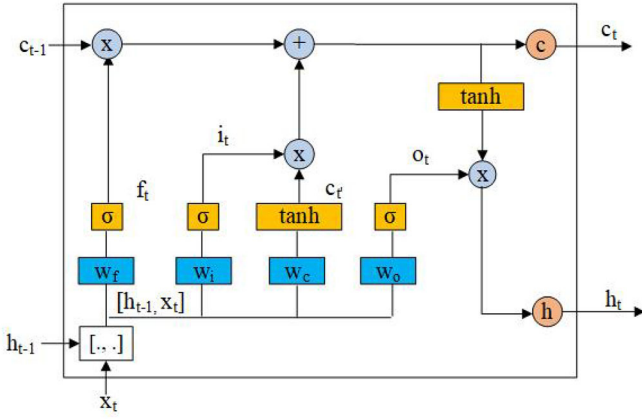 c_t
c_{t-1} x + c
tanh
i_t x o_t x
f_t c_{t'}
σ σ tanh σ
w_f w_i w_c w_o
[h_{t-1}, x_t] h h_t
h_{t-1} [., .]
x_t